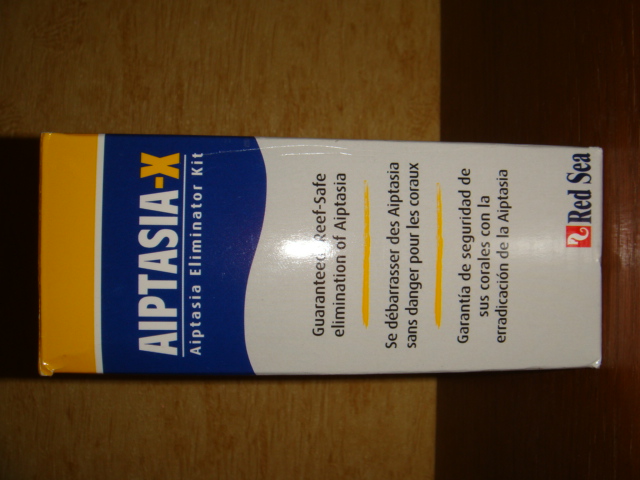 AIPTASIA-X
Aiptasia Eliminator Kit
Guaranteed Reef-Safe
elimination of Aiptasia
Se débarrasser des Aiptasia
sans danger pour les coraux
Garantía de seguridad de
sus corales con la
erradicación de la Aiptasia
Red Sea